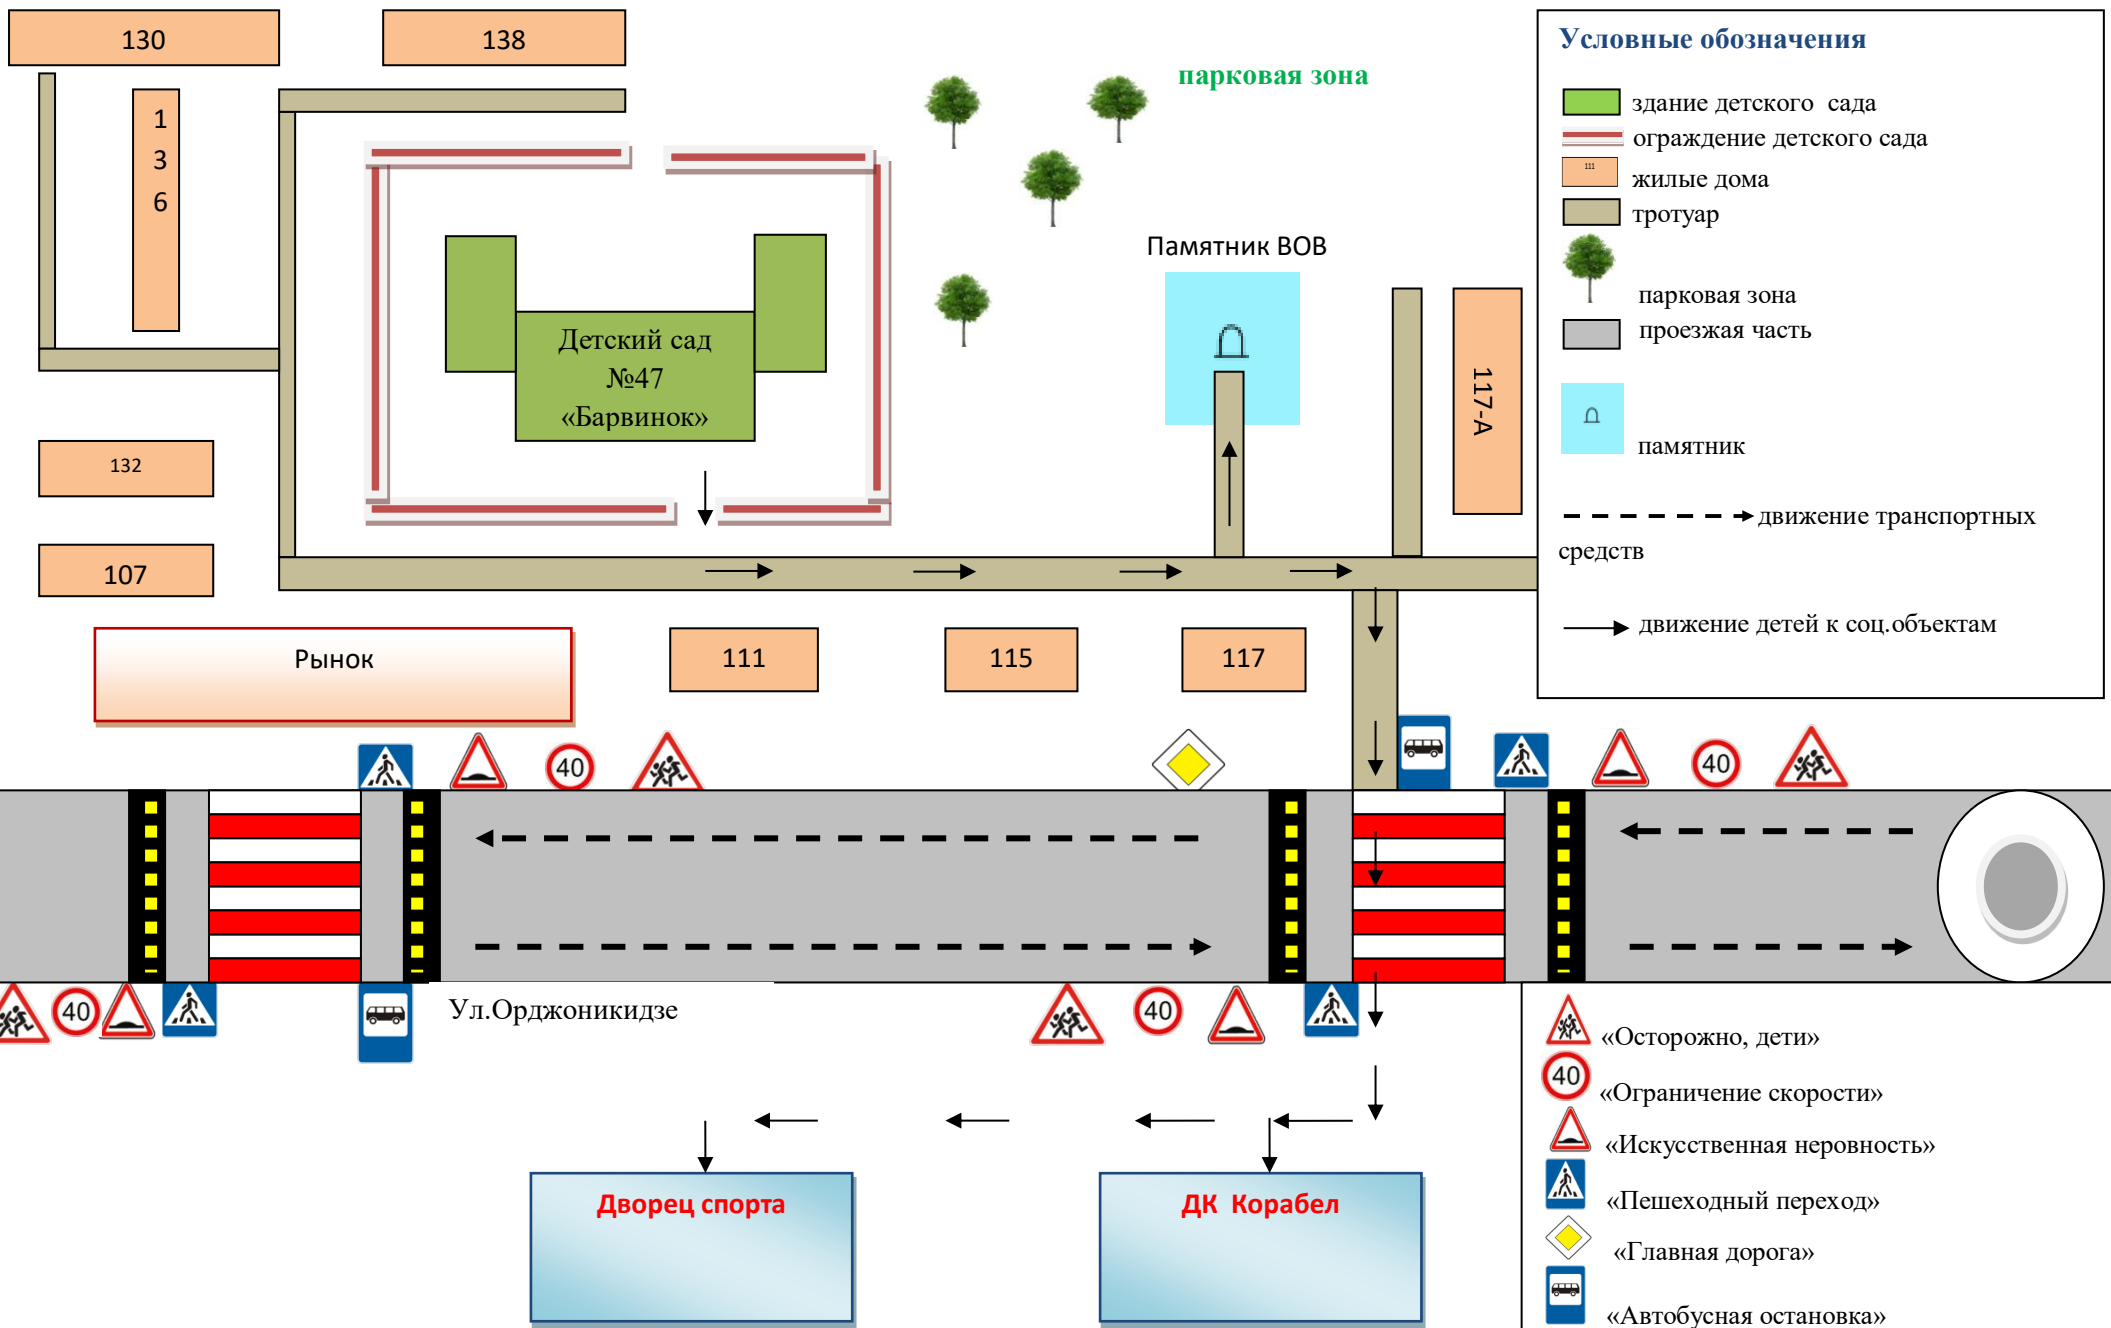 130
138
парковая зона
Условные обозначения
1
3
6
здание детского сада
ограждение детского сада
111
жилые дома
тротуар
Памятник ВОВ
парковая зона
проезжая часть
Детский сад
№47
«Барвинок»
117-А
132
памятник
движение транспортных
средств
107
движение детей к соц.объектам
Рынок
111
115
117
40
40
40
Ул.Орджоникидзе
40
«Осторожно, дети»
40
«Ограничение скорости»
«Искусственная неровность»
Дворец спорта
ДК Корабел
«Пешеходный переход»
«Главная дорога»
«Автобусная остановка»